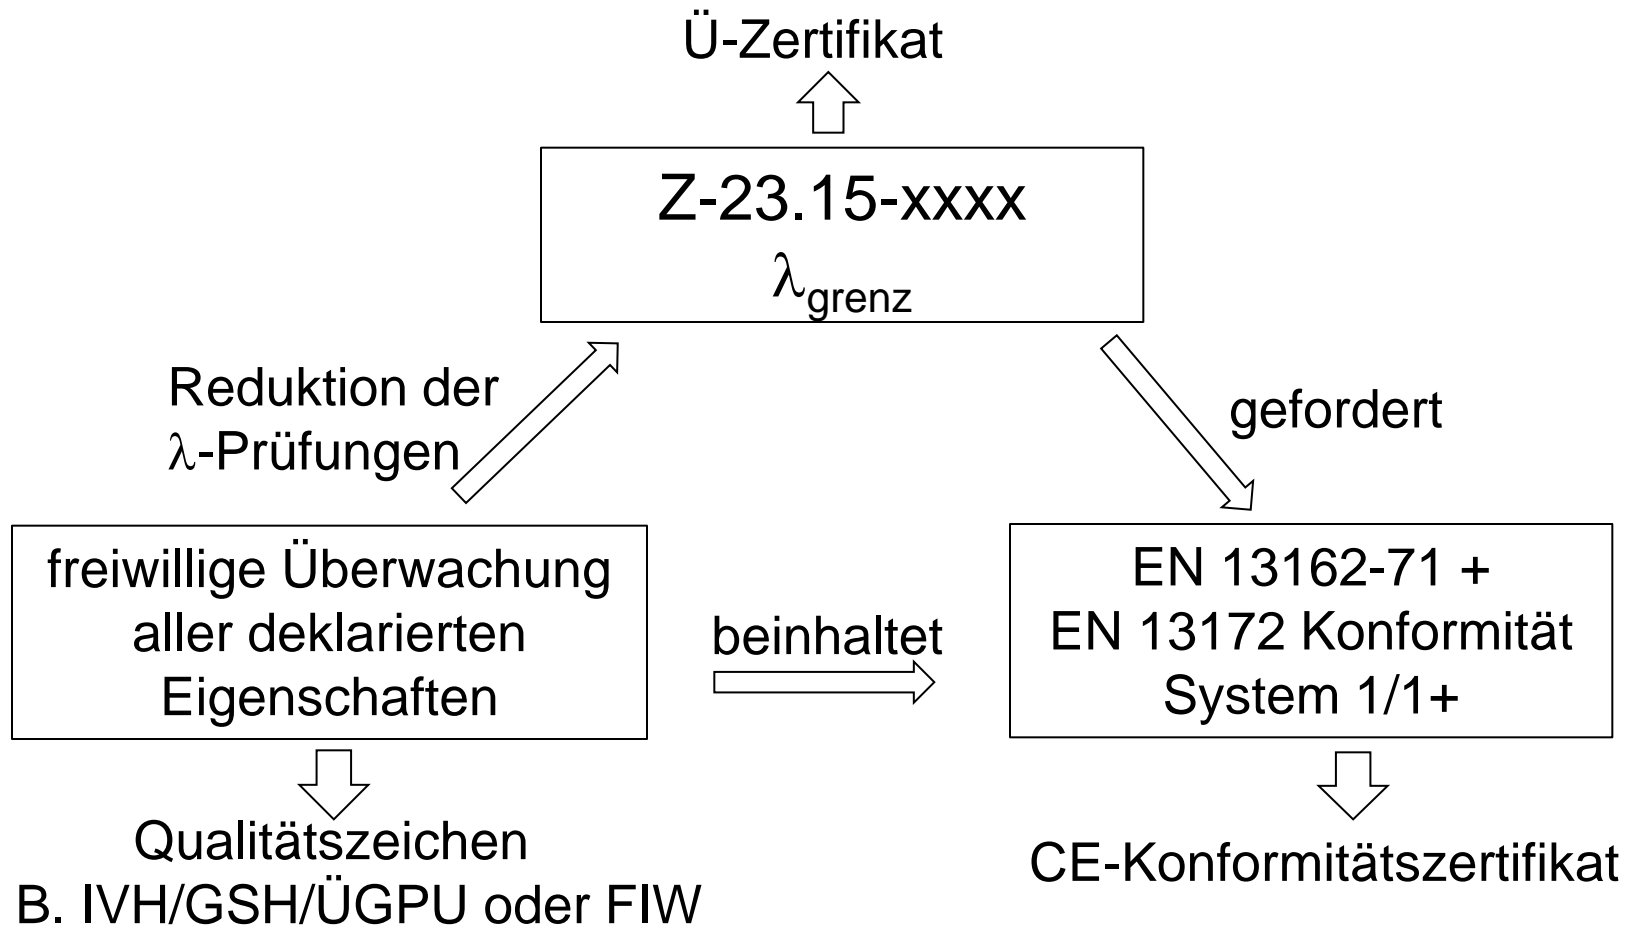 Ü-Zertifikat
Z-23.15-xxxx
λgrenz
Reduktion der
λ-Prüfungen
gefordert
freiwillige Überwachung
aller deklarierten
Eigenschaften
beinhaltet
EN 13162-71 +
EN 13172 Konformität
System 1/1+
Qualitätszeichen
B. IVH/GSH/ÜGPU oder FIW
CE-Konformitätszertifikat